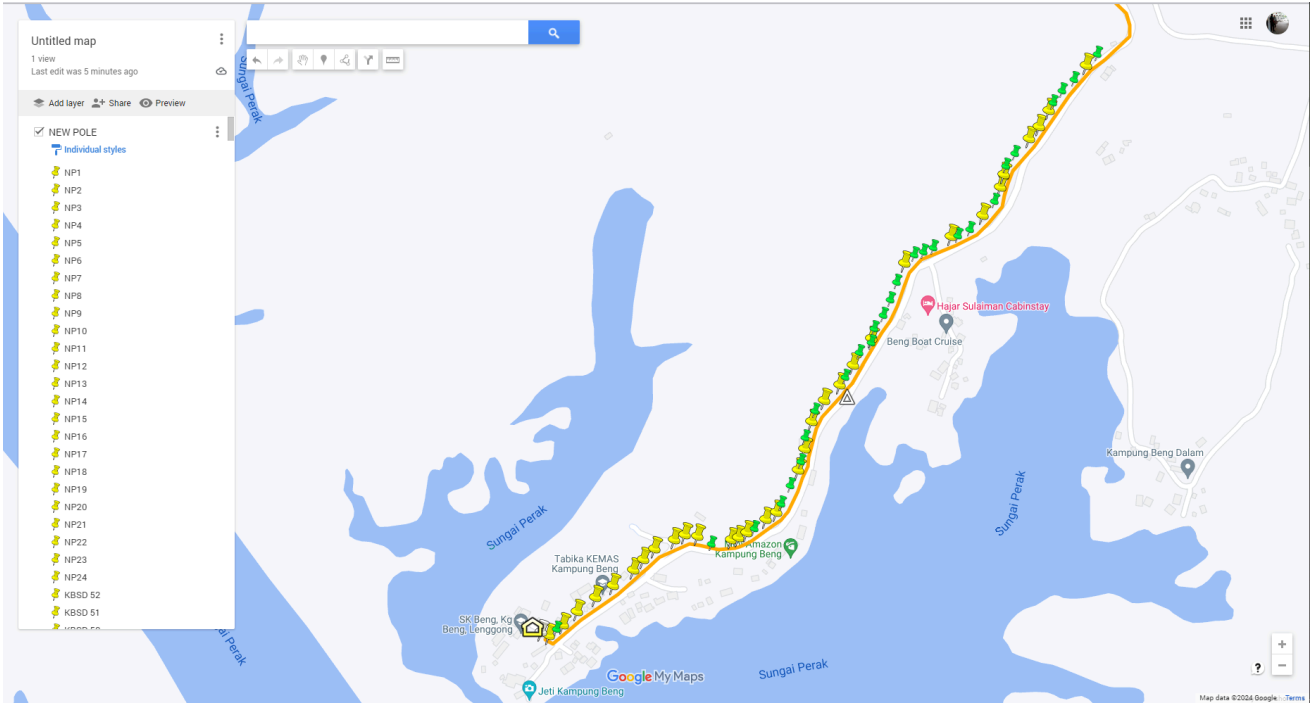 Untitled map
1 view
Last edit was 5 minutes ago
Add layer Share Preview
NEW POLE
Individual styles
NP1
NP2
NP3
NP4
NP5
NP6
NP7
NP8
NP9
NP10
NP11
NP12
NP13
NP14
NP15
NP16
NP17
NP18
NP19
NP20
NP21
NP22
NP23
NP24
KBSD 52
KBSD 51
Sungai Perak
Hajar Sulaiman Cabinstay
Beng Boat Cruise
Kampung Beng Dalam
Sungai Perak
Sungai Perak
Amazon
Kampung Beng
Tabika KEMAS
Kampung Beng
SK Beng, Kg
Beng, Lenggong
Sungai Perak
Jeti Kampung Beng
Google My Maps
?
Map data ©2024 Google Terms